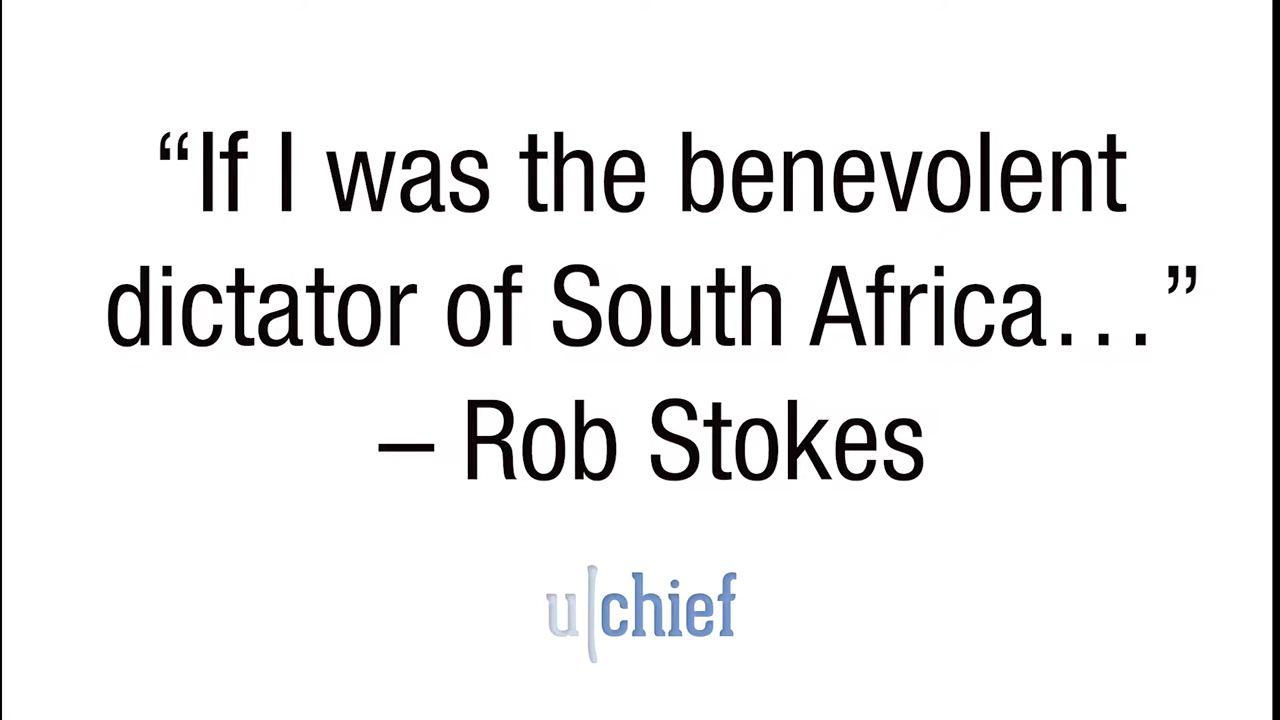 “If I was the benevolent
dictator of South Africa…”
– Rob Stokes
u|chief